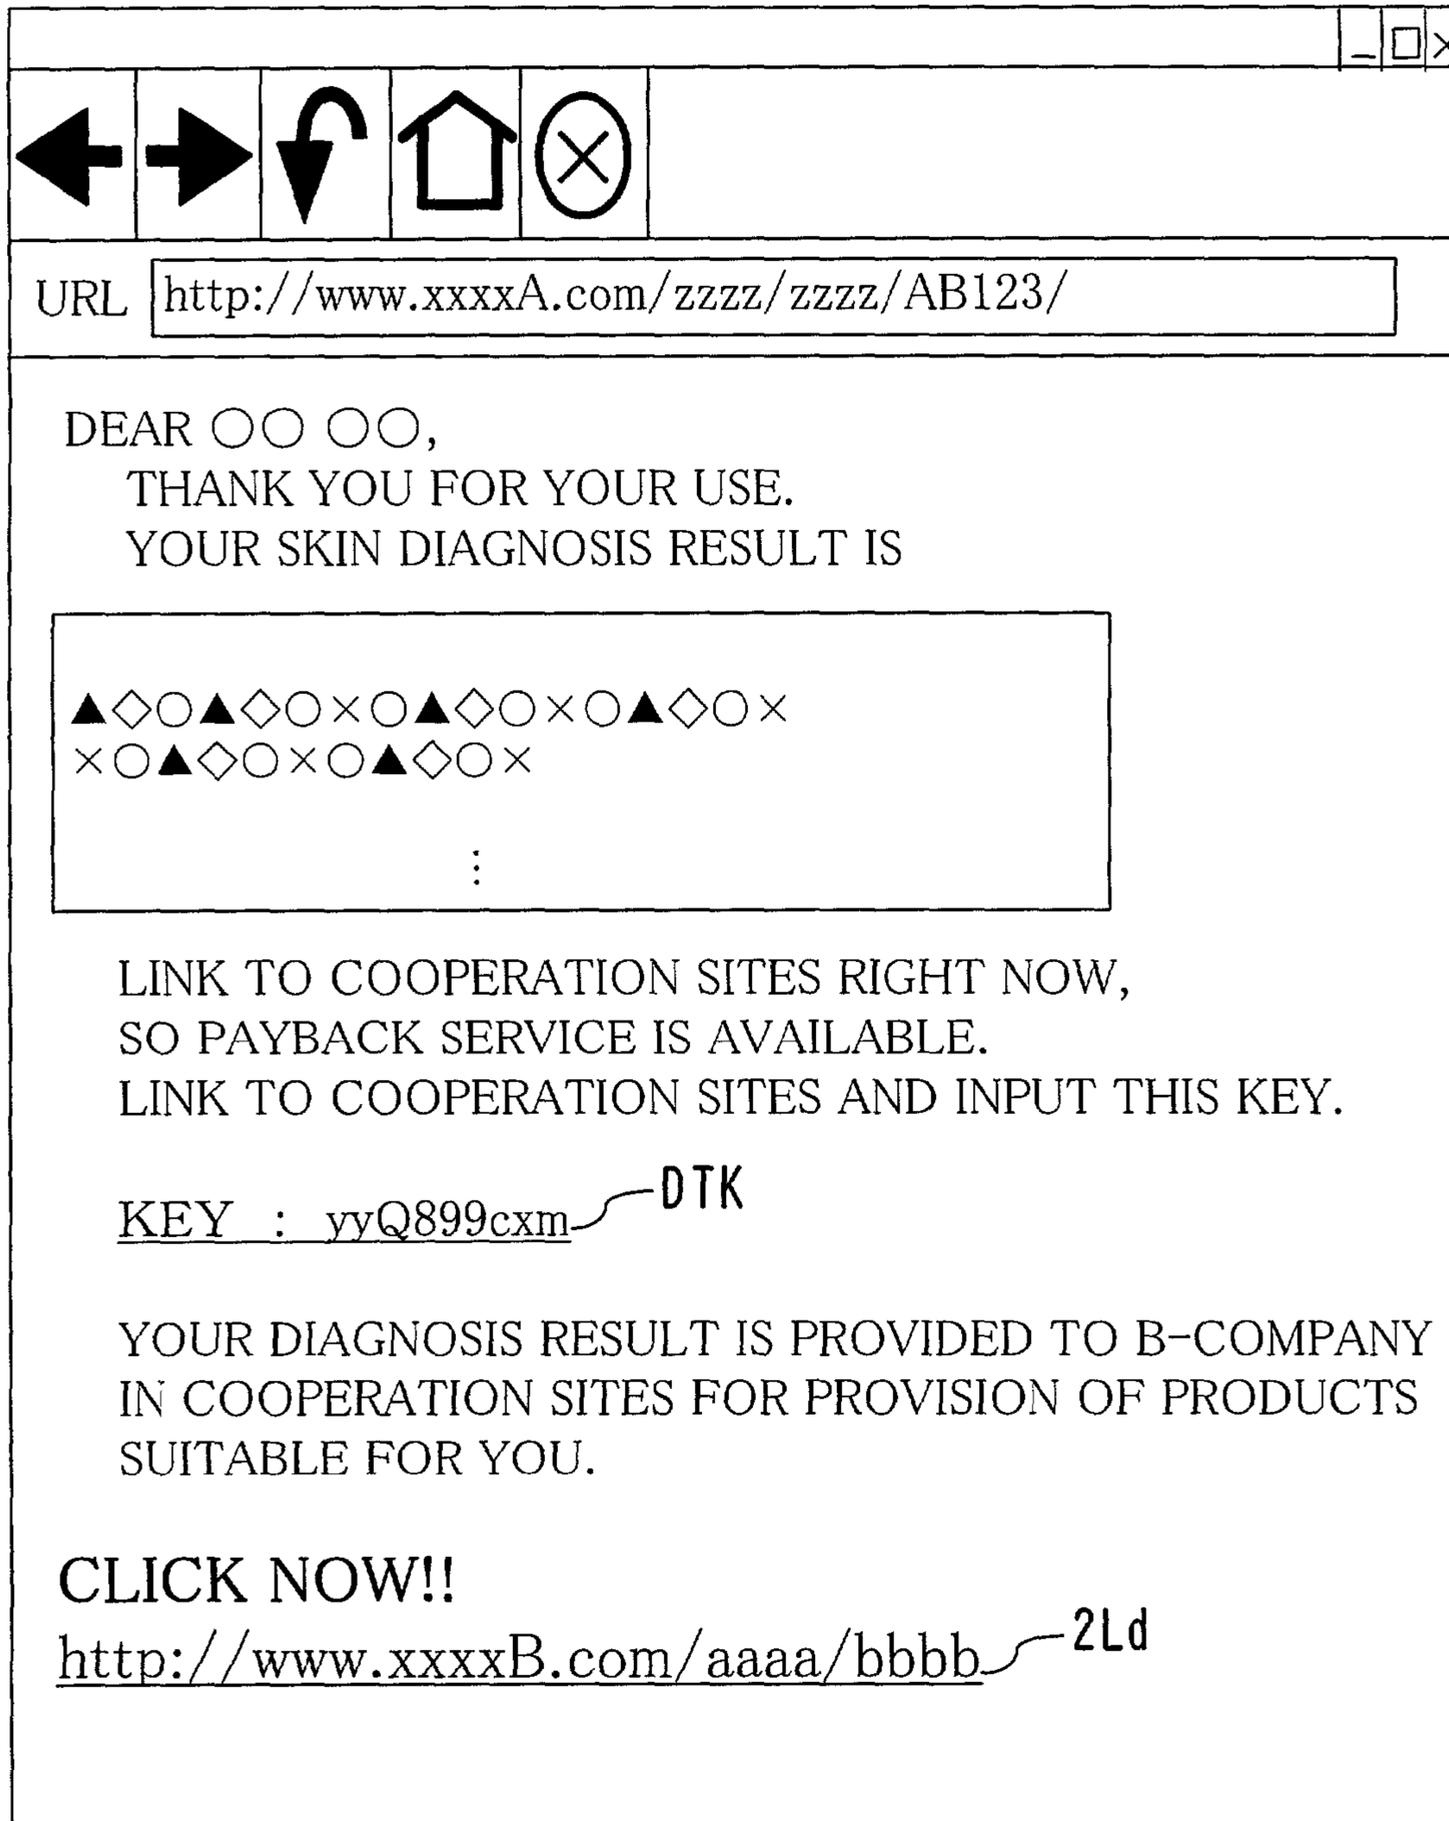 URL http://www.xxxxA.com/zzzz/zzzz/AB123/
DEAR ○○ ○○,
THANK YOU FOR YOUR USE.
YOUR SKIN DIAGNOSIS RESULT IS
▲◇○▲◇○×○▲◇○×○▲◇○×
×○▲◇○×○▲◇○×
⋮
LINK TO COOPERATION SITES RIGHT NOW,
SO PAYBACK SERVICE IS AVAILABLE.
LINK TO COOPERATION SITES AND INPUT THIS KEY.
KEY : yyQ899cxm DTK
YOUR DIAGNOSIS RESULT IS PROVIDED TO B-COMPANY
IN COOPERATION SITES FOR PROVISION OF PRODUCTS
SUITABLE FOR YOU.
CLICK NOW!!
http://www.xxxxB.com/aaaa/bbbb 2Ld